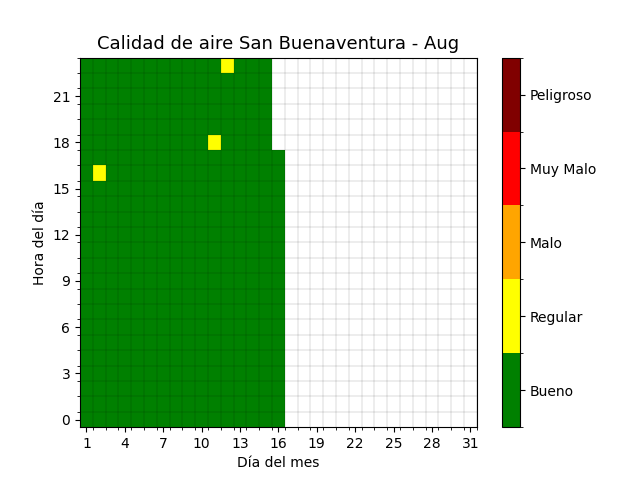 Calidad de aire San Buenaventura - Aug
Hora del día
21
18
15
12
9
6
3
0
1 4 7 10 13 16 19 22 25 28 31
Día del mes
Peligroso
Muy Malo
Malo
Regular
Bueno